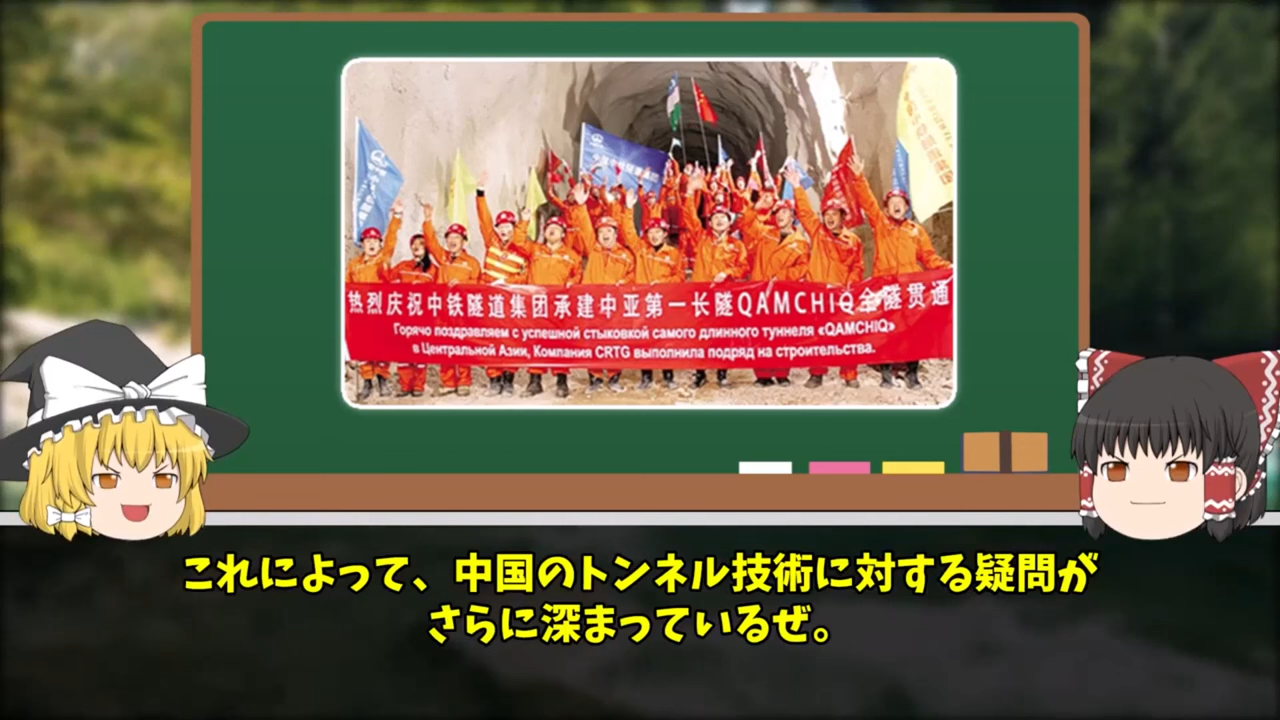 热烈庆祝中铁隧道集团承建中亚第一长隧QAMCHIQ全隧贯通
Горячо поздравляем с успешной стыковкой самого длинного туннеля «QAMCHIQ»
в Центральной Азии, Компания CRTG выполнила подряд на строительства.
これによって、中国のトンネル技術に対する疑問が
さらに深まっているぜ。